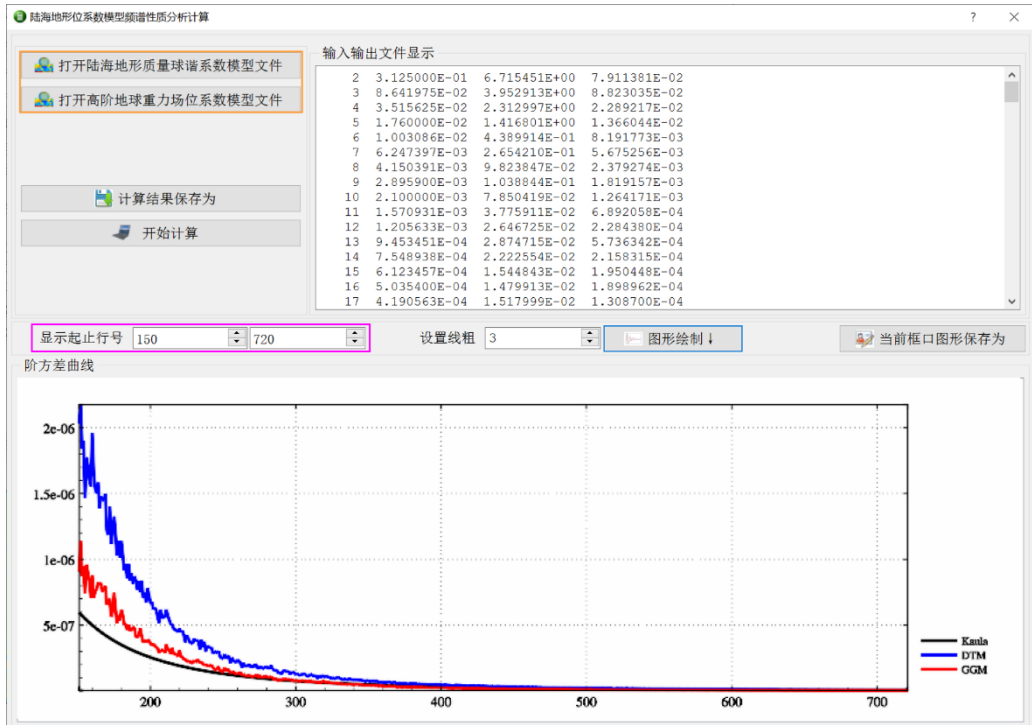 陆海地形位系数模型频谱性质分析计算
打开陆海地形质量球谐系数模型文件
打开高阶地球重力场位系数模型文件
计算结果保存为
开始计算
输入输出文件显示
2 3.125000E-01 6.715451E+00 7.911381E-02
3 8.641975E-02 3.952913E+00 8.823035E-02
4 3.515625E-02 2.312997E+00 2.289217E-02
5 1.760000E-02 1.416801E+00 1.366044E-02
6 1.003086E-02 4.389914E-01 8.191773E-03
7 6.247397E-03 2.654210E-01 5.675256E-03
8 4.150391E-03 9.823847E-02 2.379274E-03
9 2.895900E-03 1.038844E-01 1.819157E-03
10 2.100000E-03 7.850419E-02 1.264171E-03
11 1.570931E-03 3.775911E-02 6.892058E-04
12 1.205633E-03 2.646725E-02 2.284380E-04
13 9.453451E-04 2.874715E-02 5.736342E-04
14 7.548938E-04 2.222554E-02 2.158315E-04
15 6.123457E-04 1.544843E-02 1.950448E-04
16 5.035400E-04 1.479913E-02 1.898962E-04
17 4.190563E-04 1.517999E-02 1.308700E-04
显示起止行号 150 720 设置线粗 3 图形绘制↓ 当前框口图形保存为
阶方差曲线
2e-06
1.5e-06
1e-06
5e-07
200 300 400 500 600 700
Kaula
DTM
GGM